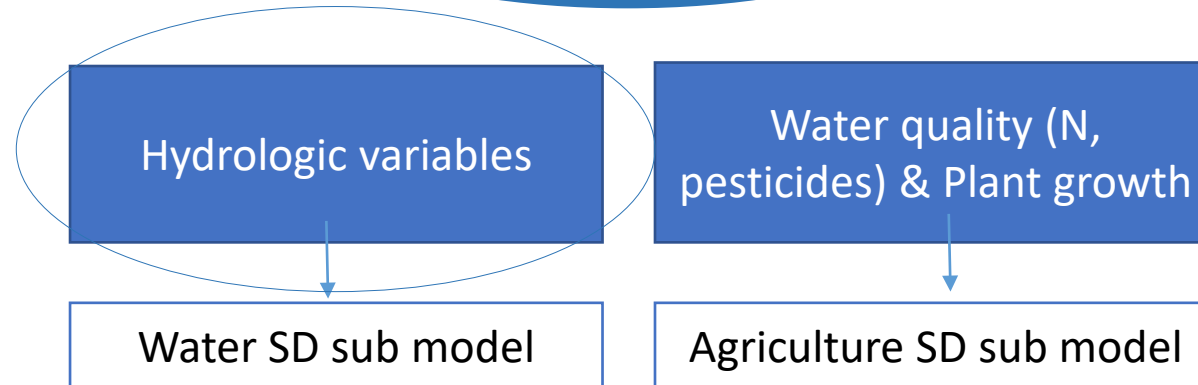 Hydrologic variables
Water quality (N,
pesticides) & Plant growth
Water SD sub model
Agriculture SD sub model